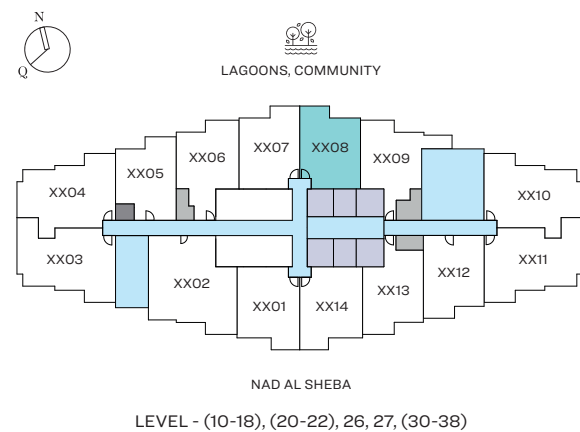 N
Q
LAGOONS, COMMUNITY
XX07
XX08
XX06
XX09
XX05
XX04
XX10
XX03
XX11
XX02
XX12
XX13
XX01
XX14
NAD AL SHEBA
LEVEL - (10-18), (20-22), 26, 27, (30-38)